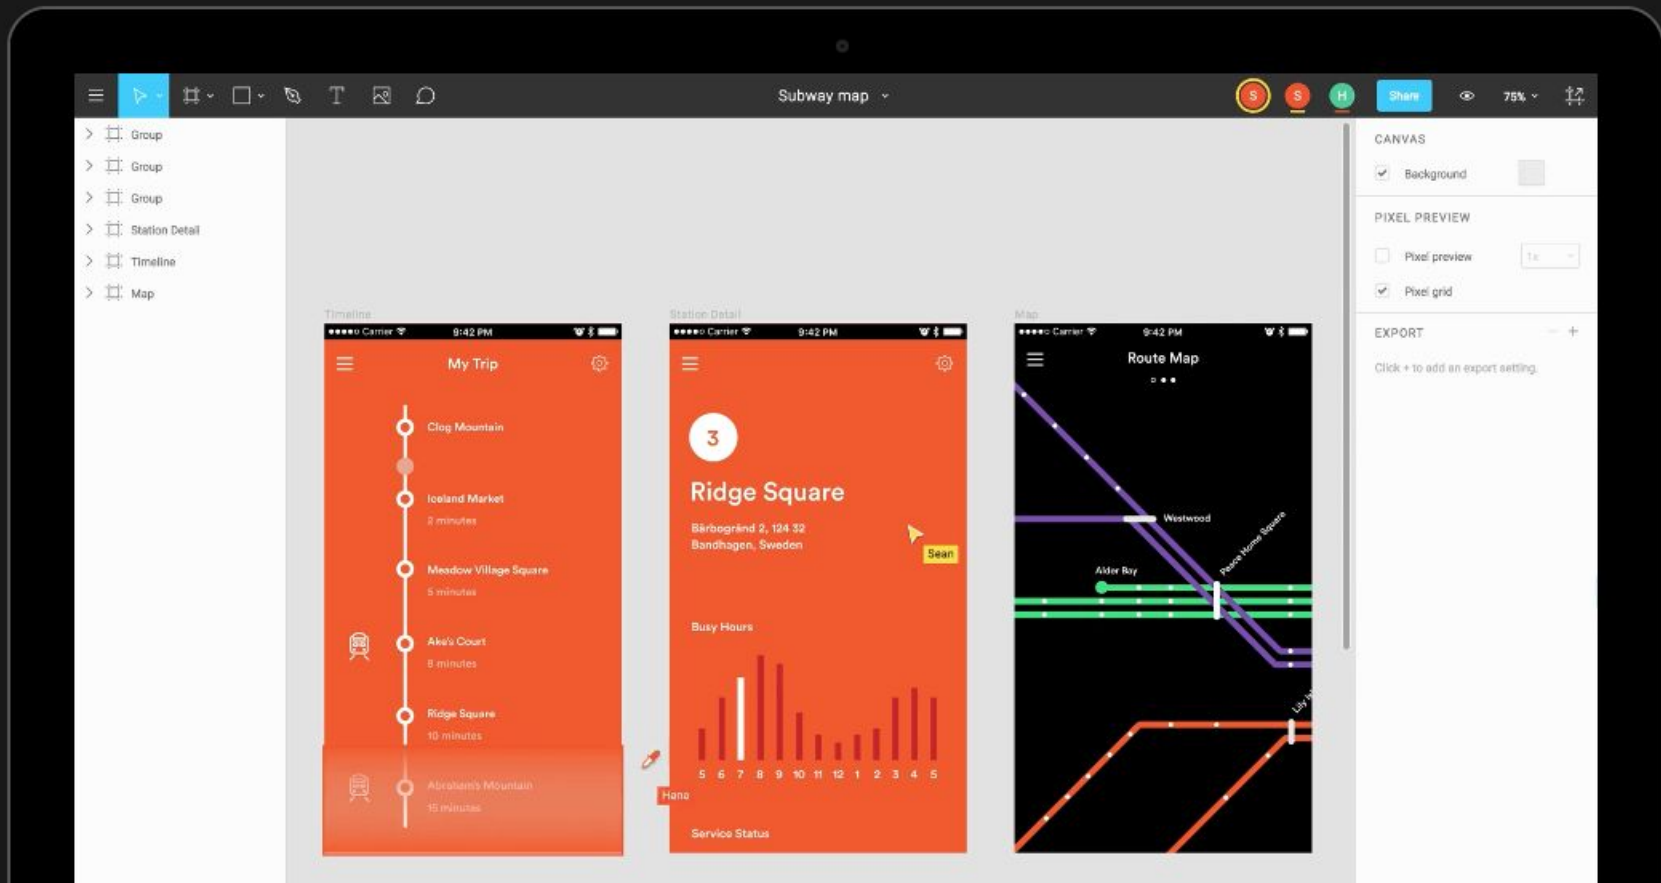 Subway map
S
S
H
Share
75%
Group
Group
Group
Station Detail
Timeline
Map
Timeline
Carrier
9:42 PM
My Trip
Clog Mountain
Iceland Market
2 minutes
Meadow Village Square
5 minutes
Ake's Court
8 minutes
Ridge Square
10 minutes
Abraham's Mountain
15 minutes
Station Detail
Carrier
9:42 PM
3
Ridge Square
Bärbogränd 2, 124 32
Bandhagen, Sweden
Sean
Busy Hours
5 6 7 8 9 10 11 12 1 2 3 4 5
Hana
Service Status
Map
Carrier
9:42 PM
Route Map
Westwood
Peace Home Square
Alder Bay
Lily
CANVAS
Background
PIXEL PREVIEW
Pixel preview
1x
Pixel grid
EXPORT
Click + to add an export setting.